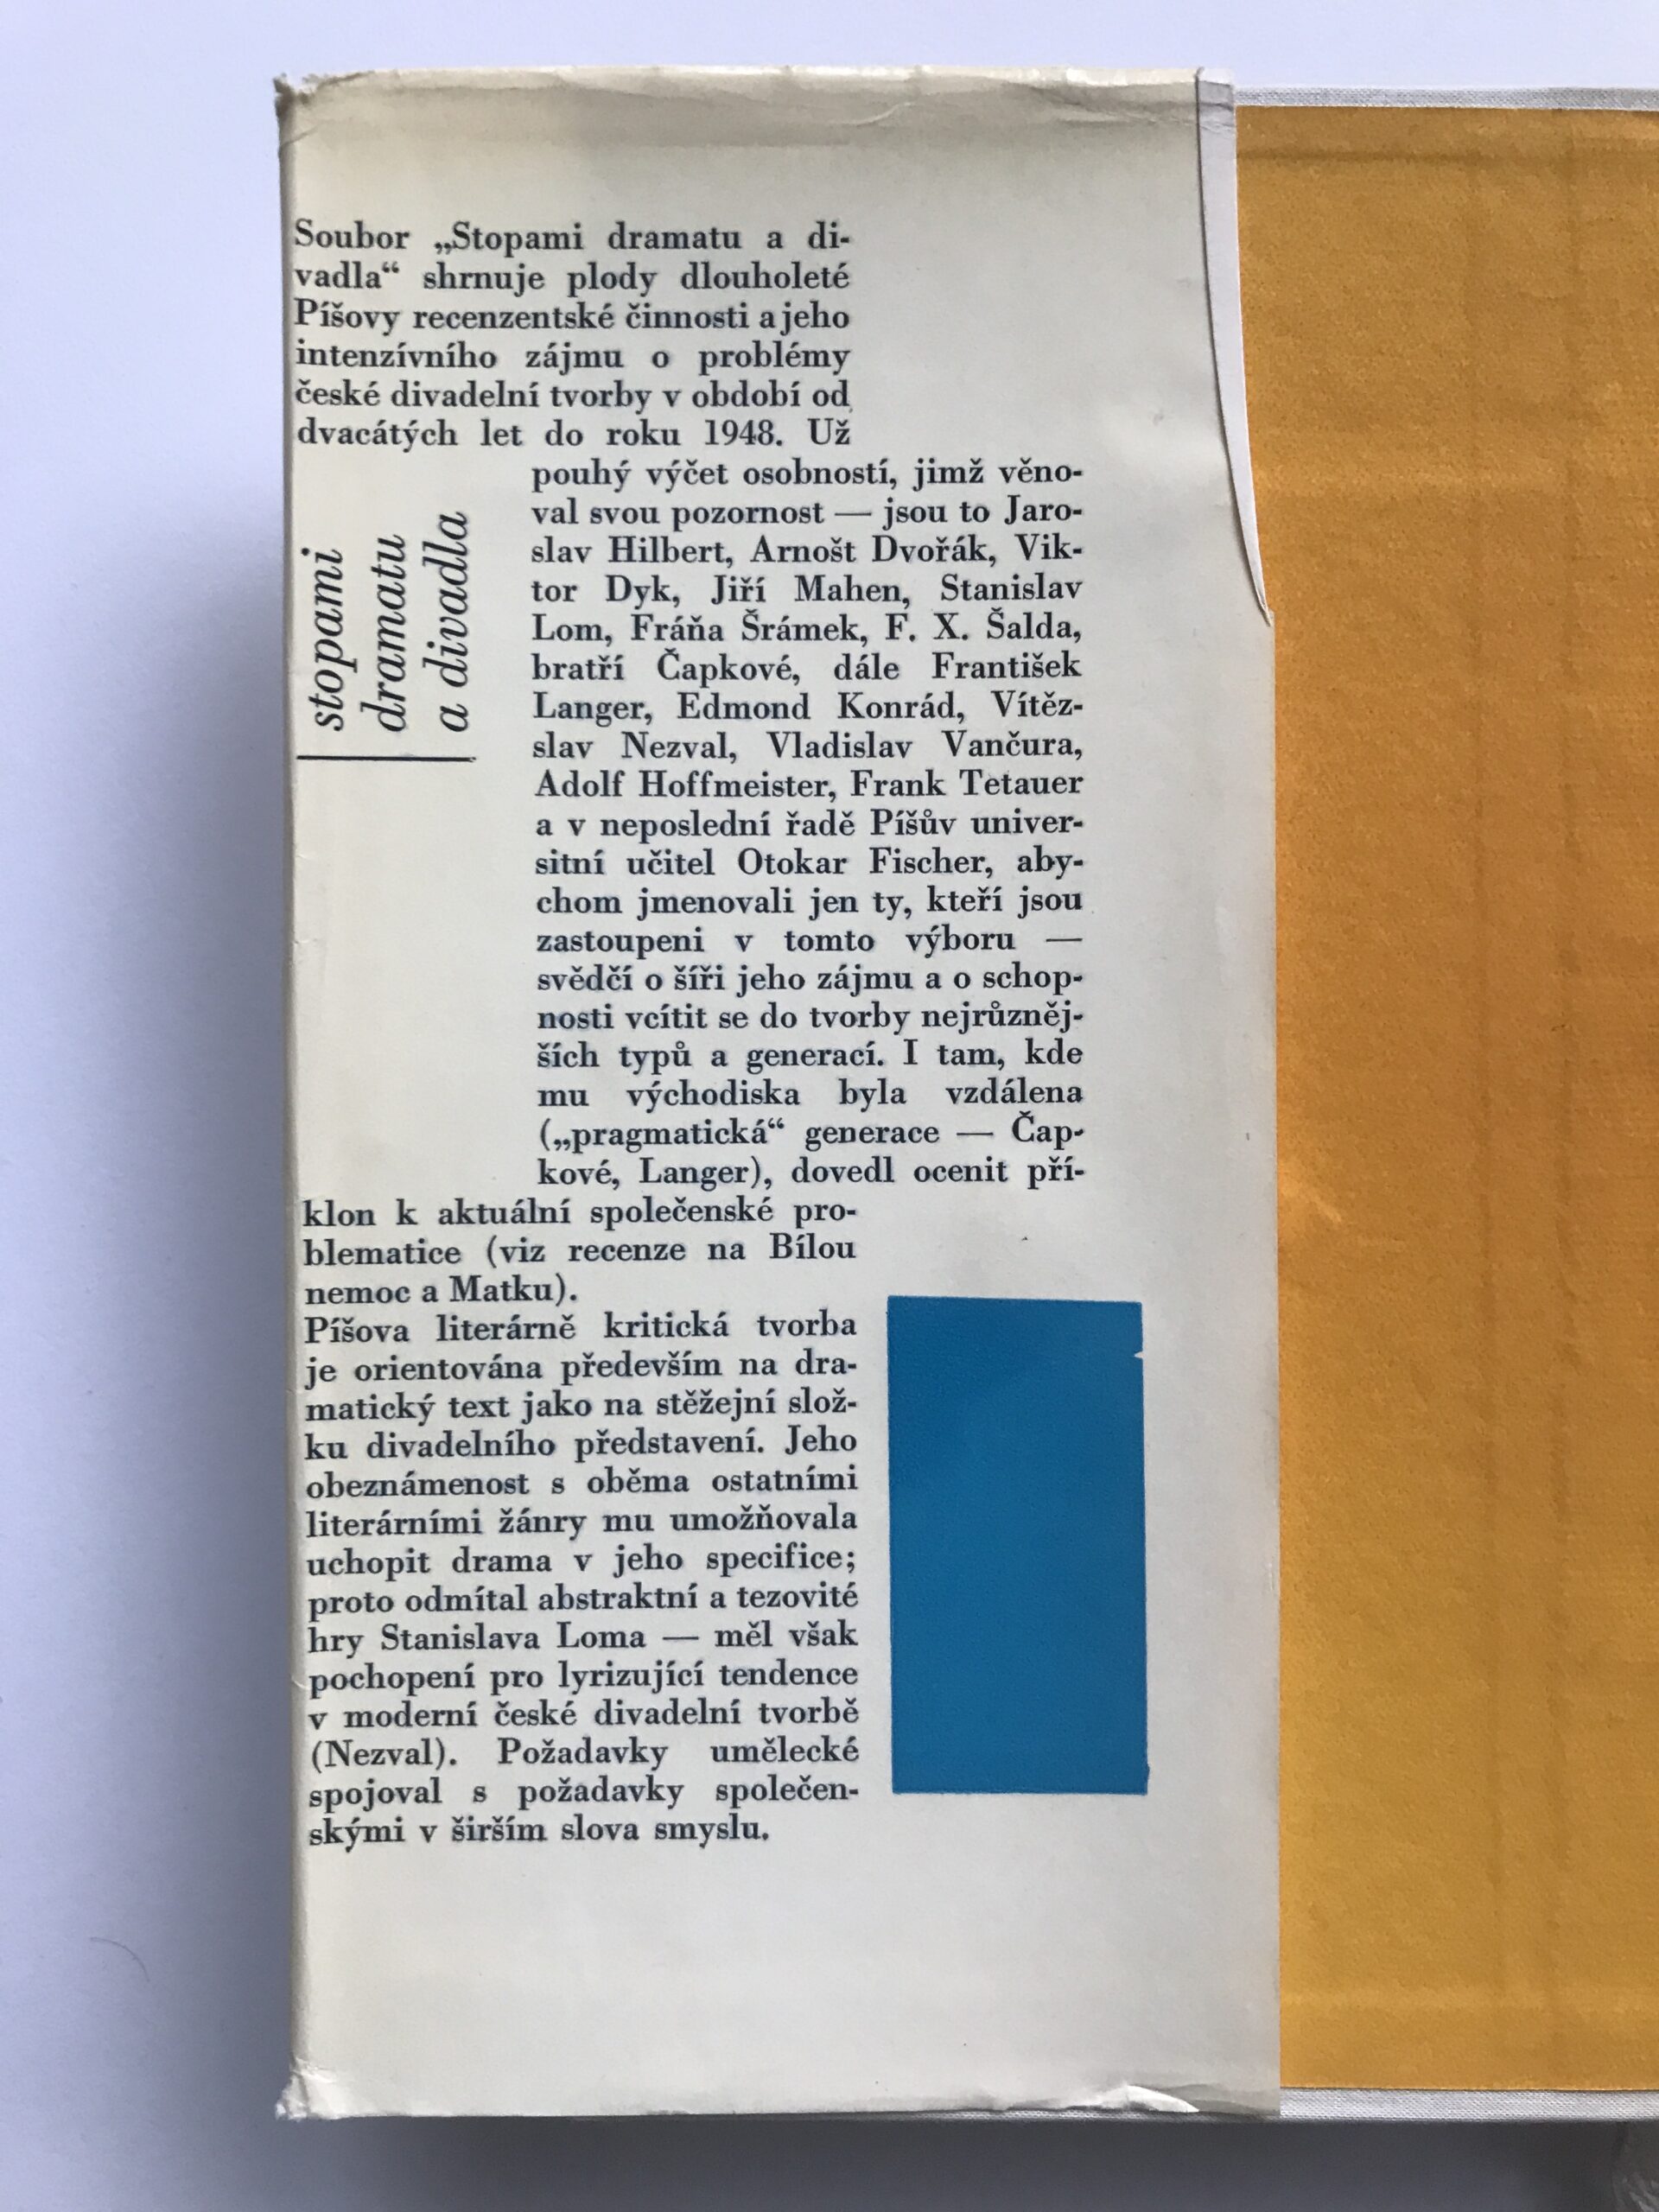 Soubor „Stopami dramatu a di-
vadla“ shrnuje plody dlouholeté
Píšovy recenzentské činnosti a jeho
intenzívního zájmu o problémy
české divadelní tvorby v období od
dvacátých let do roku 1948. Už
pouhý výčet osobností, jimž věno-
val svou pozornost — jsou to Jaro-
slav Hilbert, Arnošt Dvořák, Vik-
tor Dyk, Jiří Mahen, Stanislav
Lom, Fráňa Šrámek, F. X. Šalda,
bratří Čapkové, dále František
Langer, Edmond Konrád, Vítěz-
slav Nezval, Vladislav Vančura,
Adolf Hoffmeister, Frank Tetauer
a v neposlední řadě Píšův univer-
sitní učitel Otokar Fischer, aby-
chom jmenovali jen ty, kteří jsou
zastoupeni v tomto výboru —
svědčí o šíři jeho zájmu a o schop-
nosti vcítit se do tvorby nejrůzněj-
ších typů a generací. I tam, kde
mu východiska byla vzdálena
(„pragmatická“ generace — Čap-
kové, Langer), dovedl ocenit pří-
klon k aktuální společenské pro-
blematice (viz recenze na Bílou
nemoc a Matku).
Píšova literárně kritická tvorba
je orientována především na dra-
matický text jako na stěžejní slož-
ku divadelního představení. Jeho
obeznámenost s oběma ostatními
literárními žánry mu umožňovala
uchopit drama v jeho specifice;
proto odmítal abstraktní a tezovité
hry Stanislava Loma — měl však
pochopení pro lyrizující tendence
v moderní české divadelní tvorbě
(Nezval). Požadavky umělecké
spojoval s požadavky společen-
skými v širším slova smyslu.
stopami
dramatu
a divadla